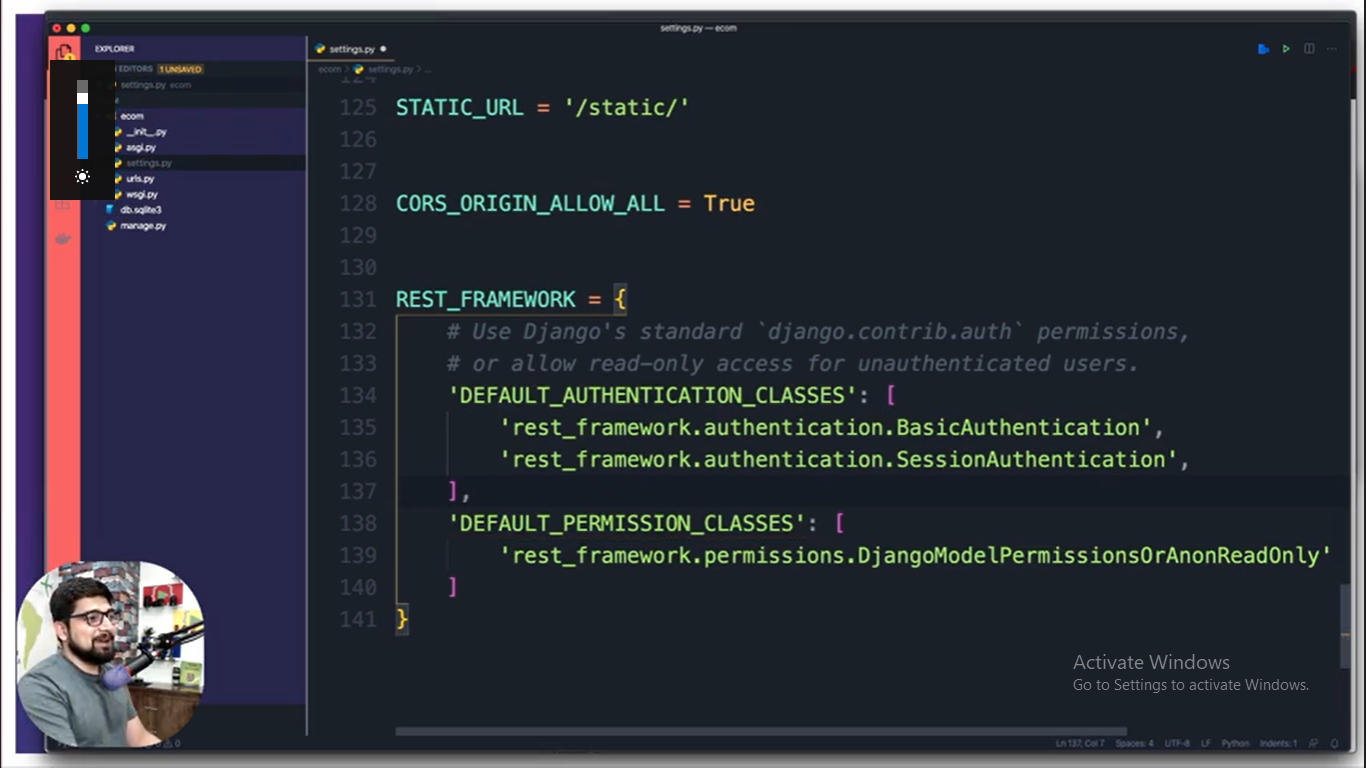 settings.py — ecom
EXPLORER
settings.py
EDITORS 1 UNSAVED
settings.py ecom
ecom > settings.py > ...
ecom
__init__.py
asgi.py
settings.py
urls.py
wsgi.py
db.sqlite3
manage.py
124
125 STATIC_URL = '/static/'
126
127
128 CORS_ORIGIN_ALLOW_ALL = True
129
130
131 REST_FRAMEWORK = {
132 # Use Django's standard `django.contrib.auth` permissions,
133 # or allow read-only access for unauthenticated users.
134 'DEFAULT_AUTHENTICATION_CLASSES': [
135 'rest_framework.authentication.BasicAuthentication',
136 'rest_framework.authentication.SessionAuthentication',
137 ],
138 'DEFAULT_PERMISSION_CLASSES': [
139 'rest_framework.permissions.DjangoModelPermissionsOrAnonReadOnly'
140 ]
141 }
Activate Windows
Go to Settings to activate Windows.
Ln 137, Col 7 Spaces: 4 UTF-8 LF Python Indents: 1